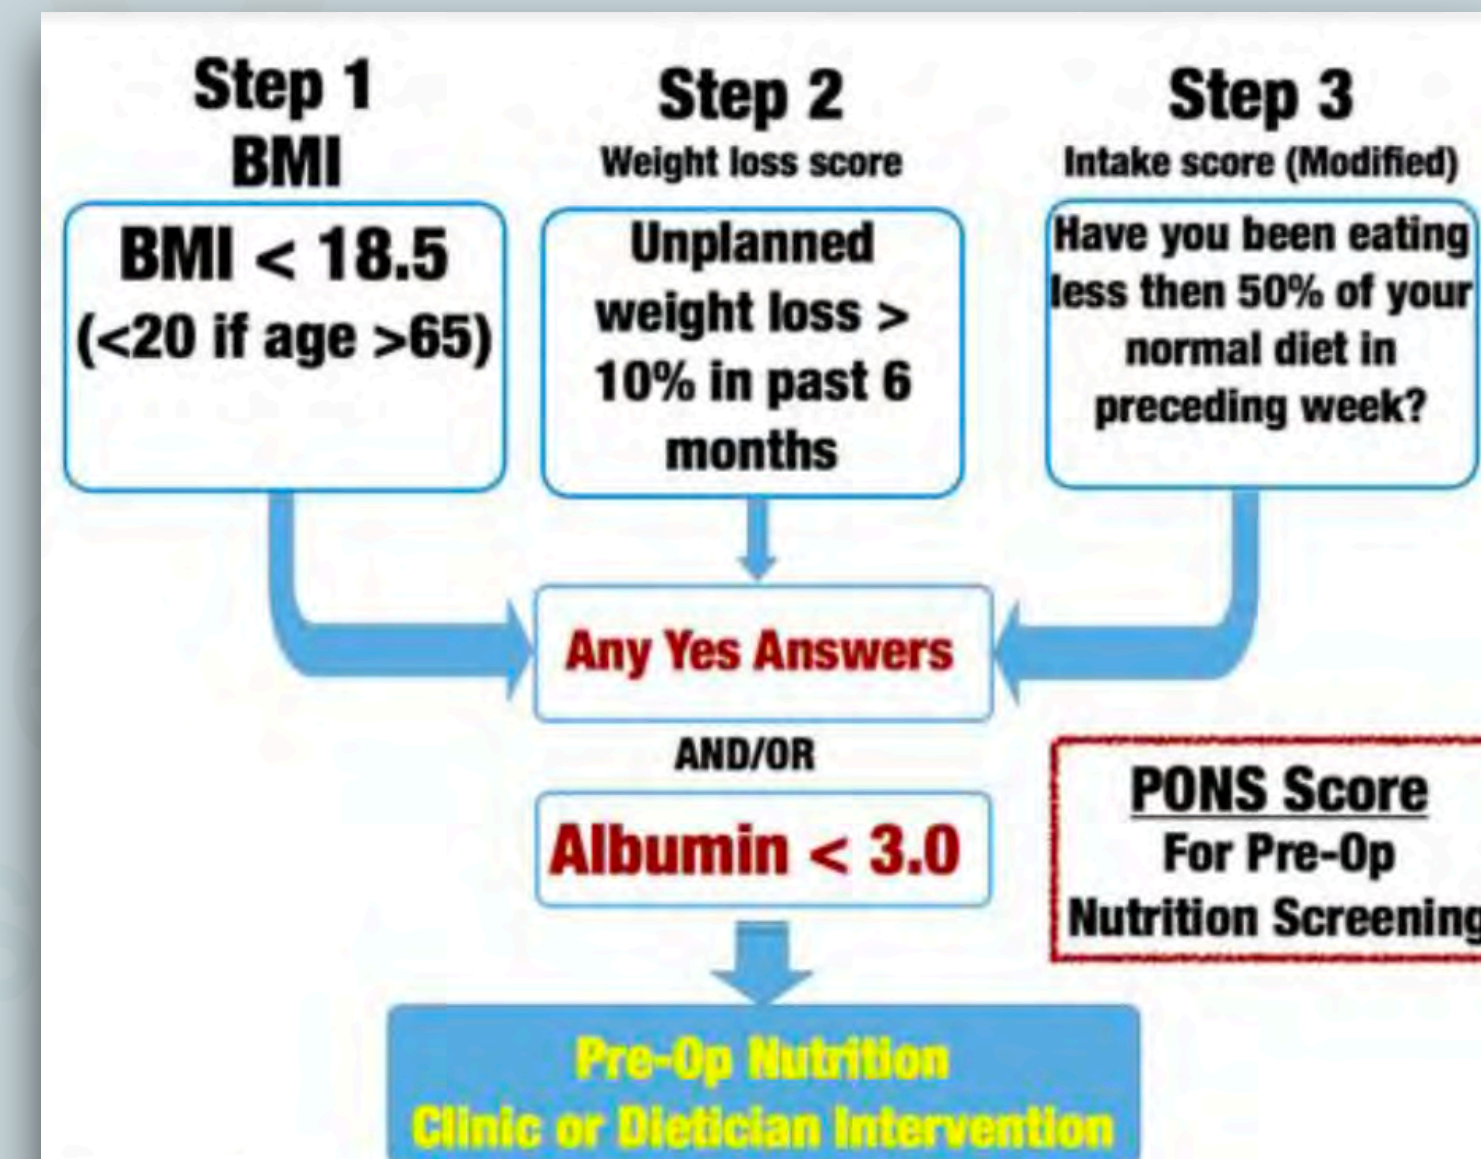 Step 1
BMI
BMI < 18.5
(<20 if age >65)
Step 2
Weight loss score
Unplanned
weight loss >
10% in past 6
months
Step 3
Intake score (Modified)
Have you been eating
less then 50% of your
normal diet in
preceding week?
Any Yes Answers
AND/OR
Albumin < 3.0
PONS Score
For Pre-Op
Nutrition Screening
Pre-Op Nutrition
Clinic or Dietician Intervention